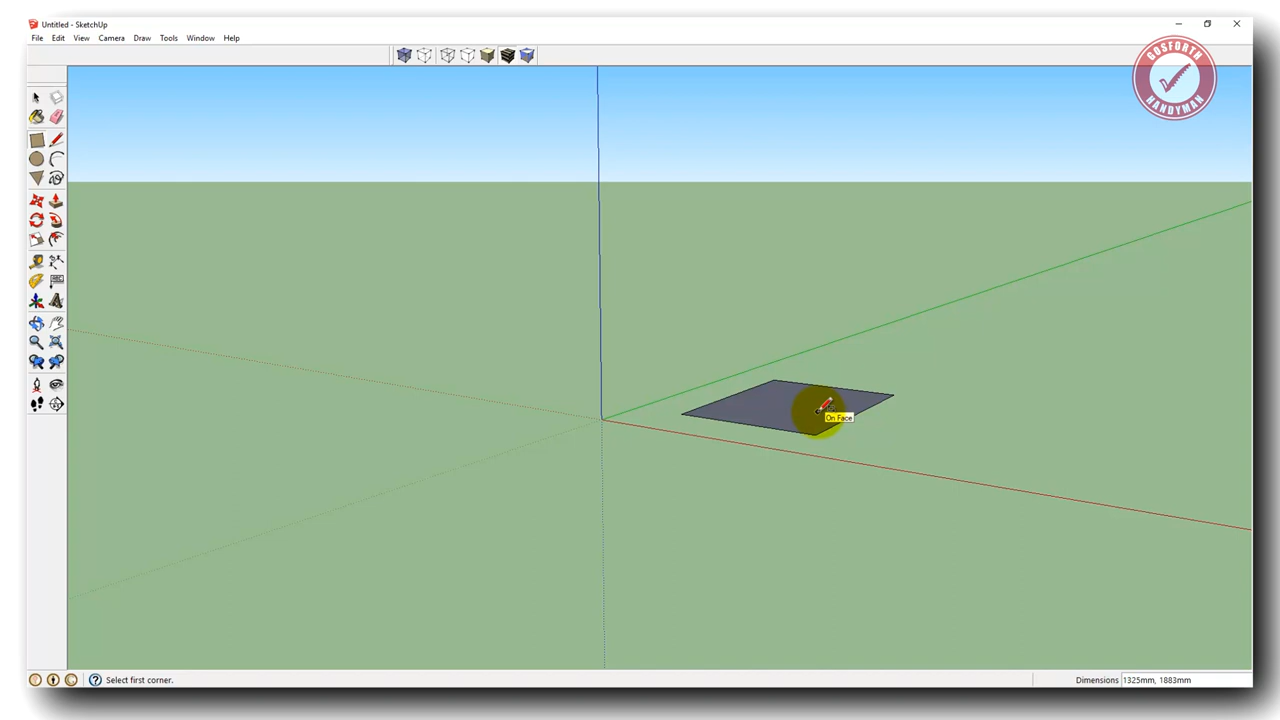 Untitled - SketchUp
File Edit View Camera Draw Tools Window Help
GOSFORTH
HANDYMAN
On Face
Select first corner.
Dimensions 1325mm, 1883mm